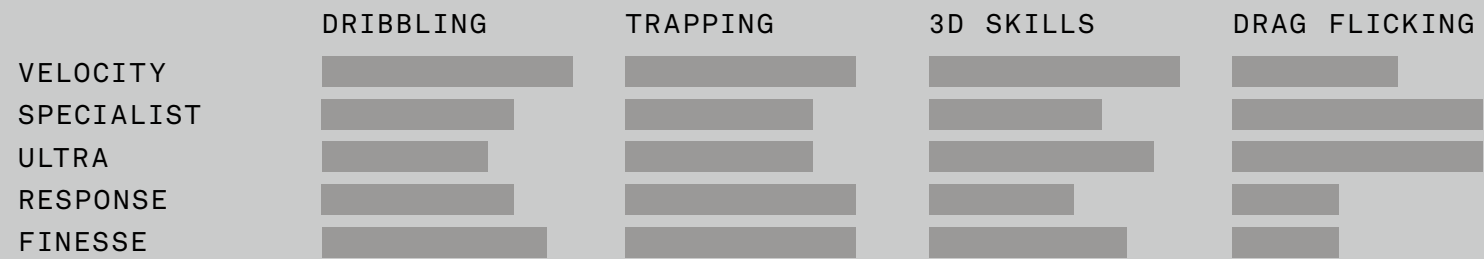 DRIBBLING TRAPPING 3D SKILLS DRAG FLICKING
VELOCITY
SPECIALIST
ULTRA
RESPONSE
FINESSE